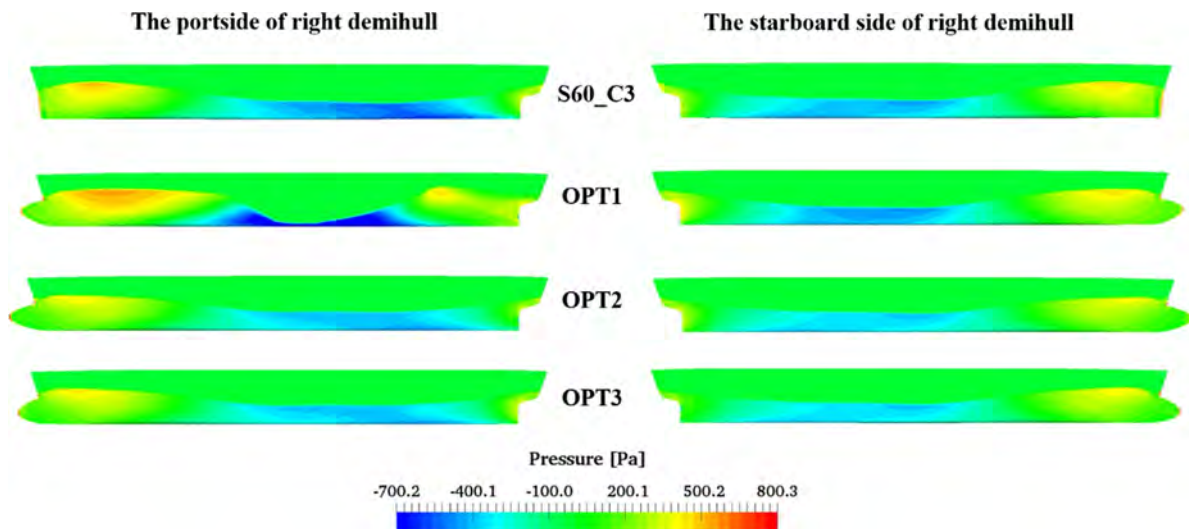 The portside of right demihull
The starboard side of right demihull
S60_C3
OPT1
OPT2
OPT3
Pressure [Pa]
-700.2 -400.1 -100.0 200.1 500.2 800.3